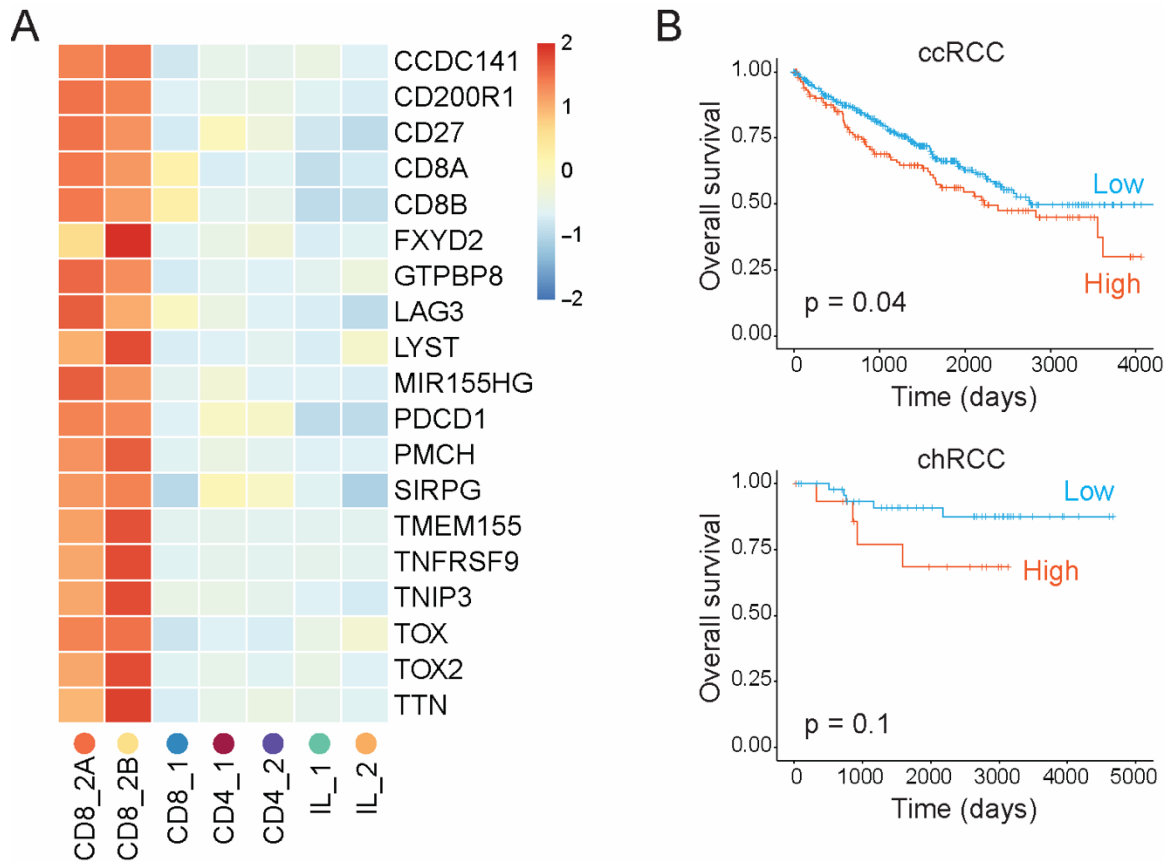 A
CCDC141
CD200R1
CD27
CD8A
CD8B
FXYD2
GTPBP8
LAG3
LYST
MIR155HG
PDCD1
PMCH
SIRPG
TMEM155
TNFRSF9
TNIP3
TOX
TOX2
TTN
2
1
0
−1
−2
CD8_2A
CD8_2B
CD8_1
CD4_1
CD4_2
IL_1
IL_2
B
ccRCC
Overall survival
1.00
0.75
0.50
0.25
0.00
Low
High
p = 0.04
0 1000 2000 3000 4000
Time (days)
chRCC
Overall survival
1.00
0.75
0.50
0.25
0.00
Low
High
p = 0.1
0 1000 2000 3000 4000 5000
Time (days)